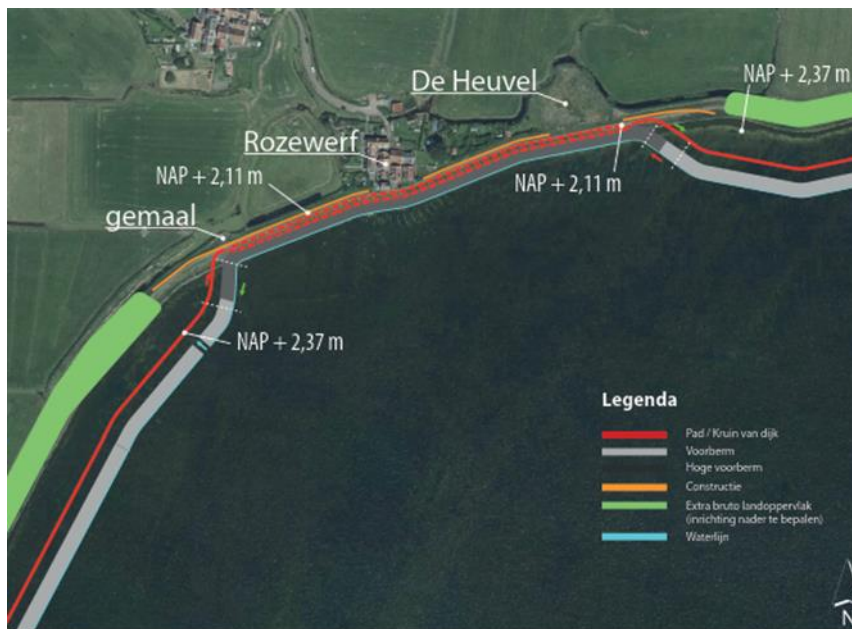 De Heuvel
NAP + 2,37 m
Rozewerf
NAP + 2,11 m
NAP + 2,11 m
gemaal
NAP + 2,37 m
Legenda
Pad / Kruin van dijk
Voorberm
Hoge voorberm
Constructie
Extra bruto landoppervlak
(inrichting nader te bepalen)
Waterlijn
N